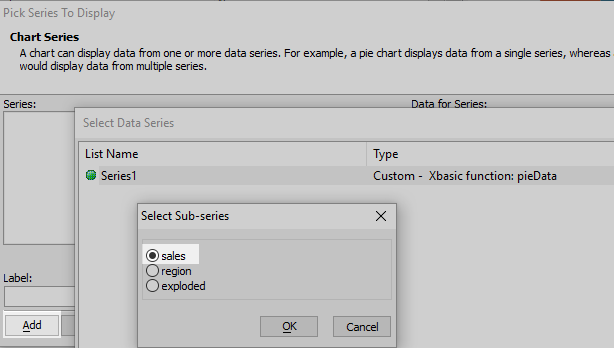 Pick Series To Display
Chart Series
A chart can display data from one or more data series. For example, a pie chart displays data from a single series, whereas
would display data from multiple series.
Series:
Data for Series:
Select Data Series
List Name Type
Series1 Custom - Xbasic function: pieData
Select Sub-series
sales
region
exploded
Label:
Add
OK Cancel